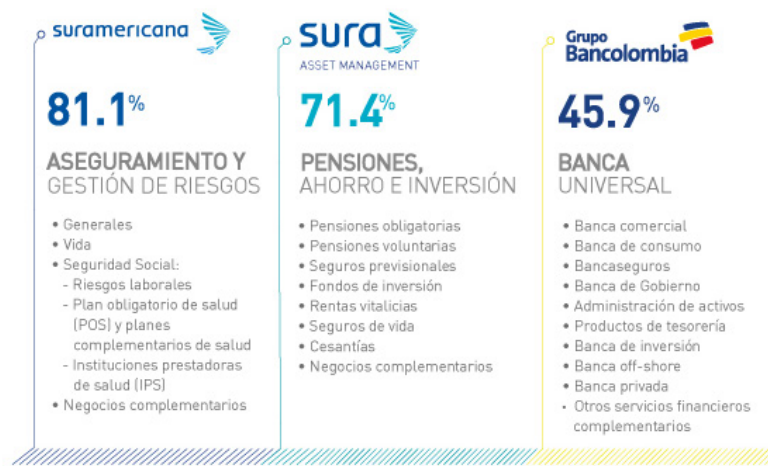 suramericana
81.1%
ASEGURAMIENTO Y
GESTIÓN DE RIESGOS
• Generales
• Vida
• Seguridad Social:
- Riesgos laborales
- Plan obligatorio de salud
(POS) y planes
complementarios de salud
- Instituciones prestadoras
de salud (IPS)
• Negocios complementarios
sura
ASSET MANAGEMENT
71.4%
PENSIONES,
AHORRO E INVERSIÓN
• Pensiones obligatorias
• Pensiones voluntarias
• Seguros previsionales
• Fondos de inversión
• Rentas vitalicias
• Seguros de vida
• Cesantías
• Negocios complementarios
Grupo
Bancolombia
45.9%
BANCA
UNIVERSAL
• Banca comercial
• Banca de consumo
• Bancaseguros
• Banca de Gobierno
• Administración de activos
• Productos de tesorería
• Banca de inversión
• Banca off-shore
• Banca privada
• Otros servicios financieros
complementarios